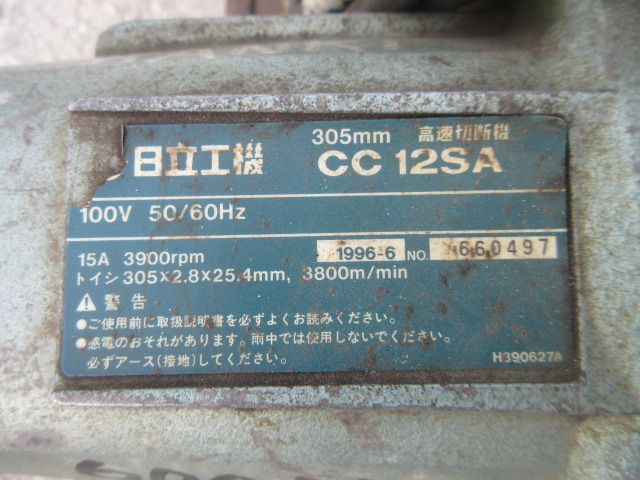 305mm 高速切断機
日立工機 CC 12SA
100V 50/60Hz
15A 3900rpm 1996-6 NO. 660497
トイシ 305×2.8×25.4mm, 3800m/min
⚠ 警告
●ご使用前に取扱説明書を必ずよくお読みください。
●感電のおそれがあります。雨中では使用しないでください。
必ずアース(接地)してください。
H390627A